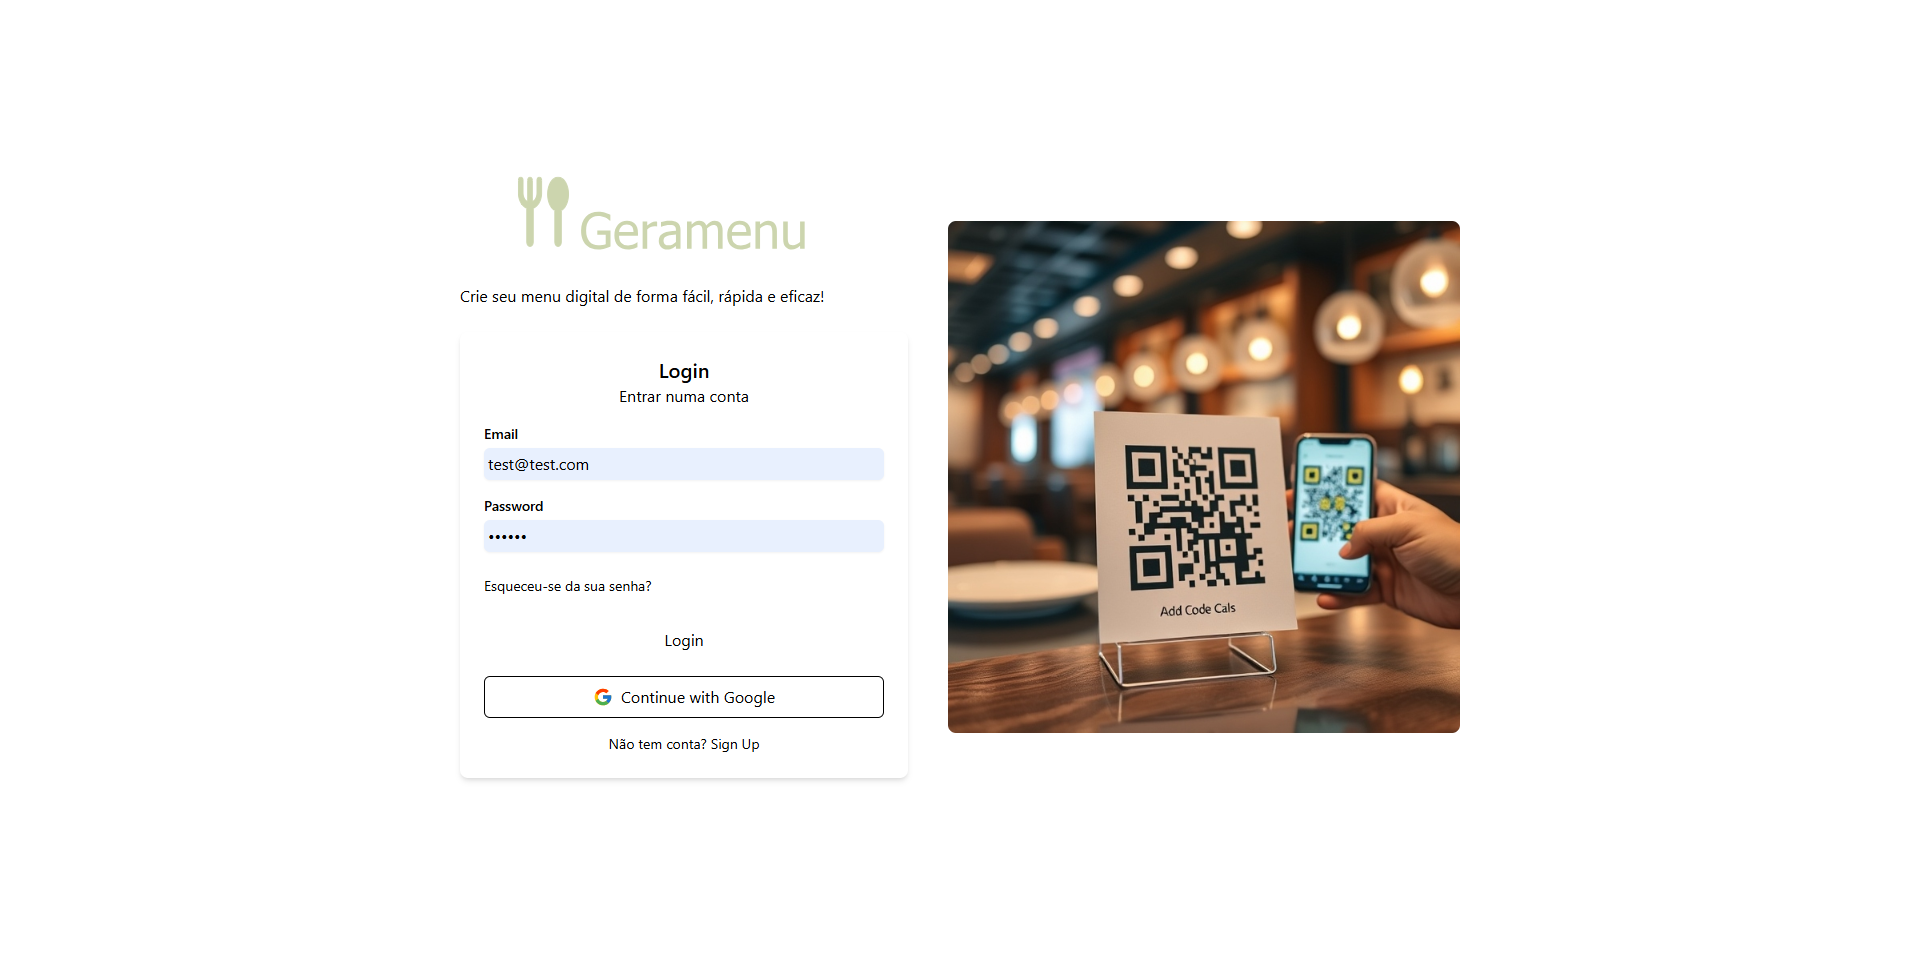 Geramenu
Crie seu menu digital de forma fácil, rápida e eficaz!
Login
Entrar numa conta
Email
test@test.com
Password
••••••
Esqueceu-se da sua senha?
Login
Continue with Google
Não tem conta? Sign Up
Add Code Cals